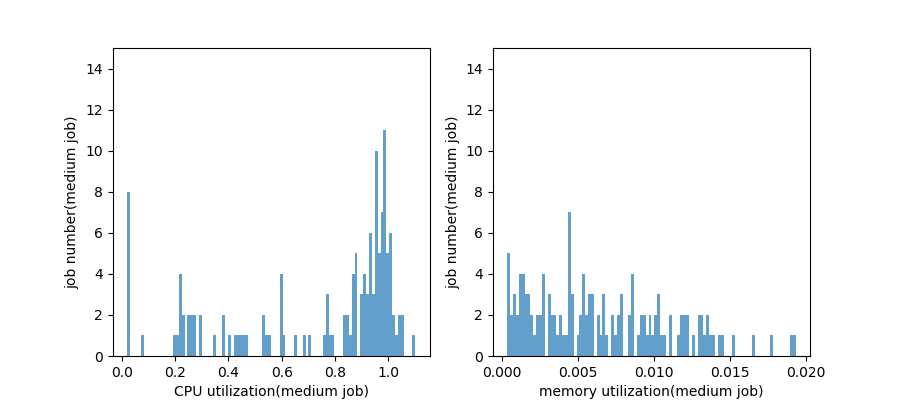 14
12
10
8
6
4
2
0
job number(medium job)
0.0 0.2 0.4 0.6 0.8 1.0
CPU utilization(medium job)
14
12
10
8
6
4
2
0
job number(medium job)
0.000 0.005 0.010 0.015 0.020
memory utilization(medium job)